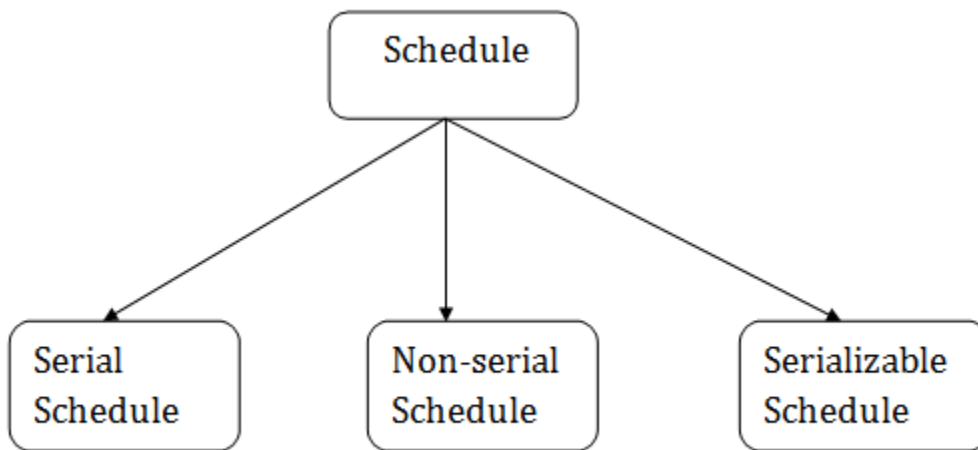 Schedule
Serial
Schedule
Non-serial
Schedule
Serializable
Schedule